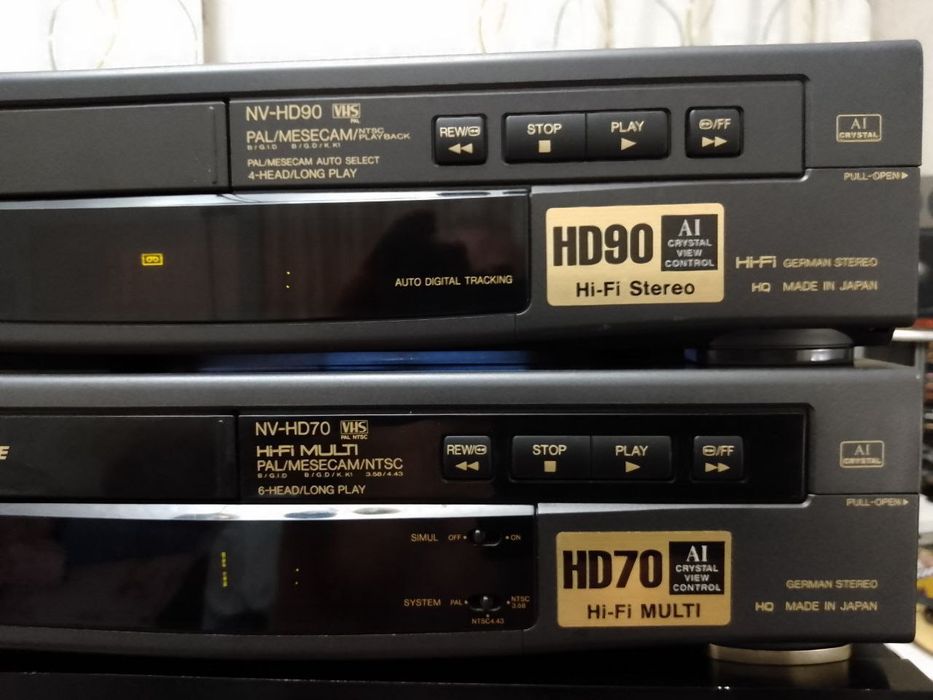 NV-HD90 VHS
PAL
PAL/MESECAM/NTSC PLAYBACK
B/G.I.D B/G.D/K.K1
PAL/MESECAM AUTO SELECT
4-HEAD/LONG PLAY
REW/
STOP
PLAY
/FF
AI
CRYSTAL
PULL-OPEN
AUTO DIGITAL TRACKING
HD90
AI
CRYSTAL
VIEW
CONTROL
Hi-Fi Stereo
Hi-Fi GERMAN STEREO
HQ MADE IN JAPAN
E
NV-HD70 VHS
PAL NTSC
Hi-Fi MULTI
PAL/MESECAM/NTSC
B/G.I.D B/G.D/K.K1 3.58/4.43
6-HEAD/LONG PLAY
REW/
STOP
PLAY
/FF
AI
CRYSTAL
PULL-OPEN
SIMUL OFF ON
SYSTEM PAL NTSC 3.58
NTSC4.43
HD70
AI
CRYSTAL
VIEW
CONTROL
Hi-Fi MULTI
GERMAN STEREO
HQ MADE IN JAPAN